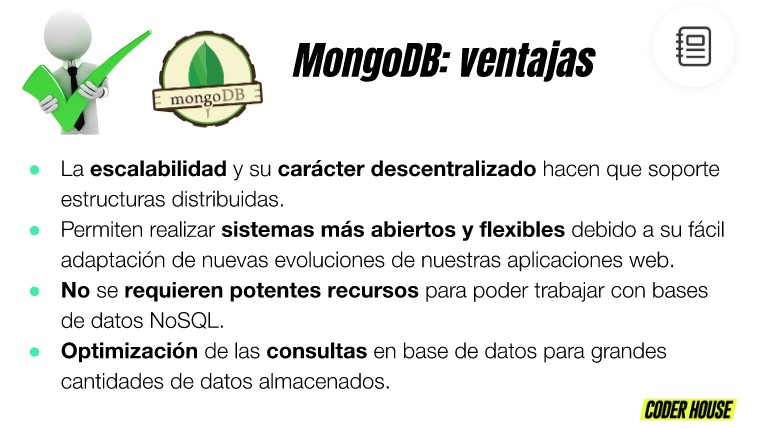 MongoDB: ventajas
mongoDB
La escalabilidad y su carácter descentralizado hacen que soporte
estructuras distribuidas.
Permiten realizar sistemas más abiertos y flexibles debido a su fácil
adaptación de nuevas evoluciones de nuestras aplicaciones web.
No se requieren potentes recursos para poder trabajar con bases
de datos NoSQL.
Optimización de las consultas en base de datos para grandes
cantidades de datos almacenados.
CODER HOUSE